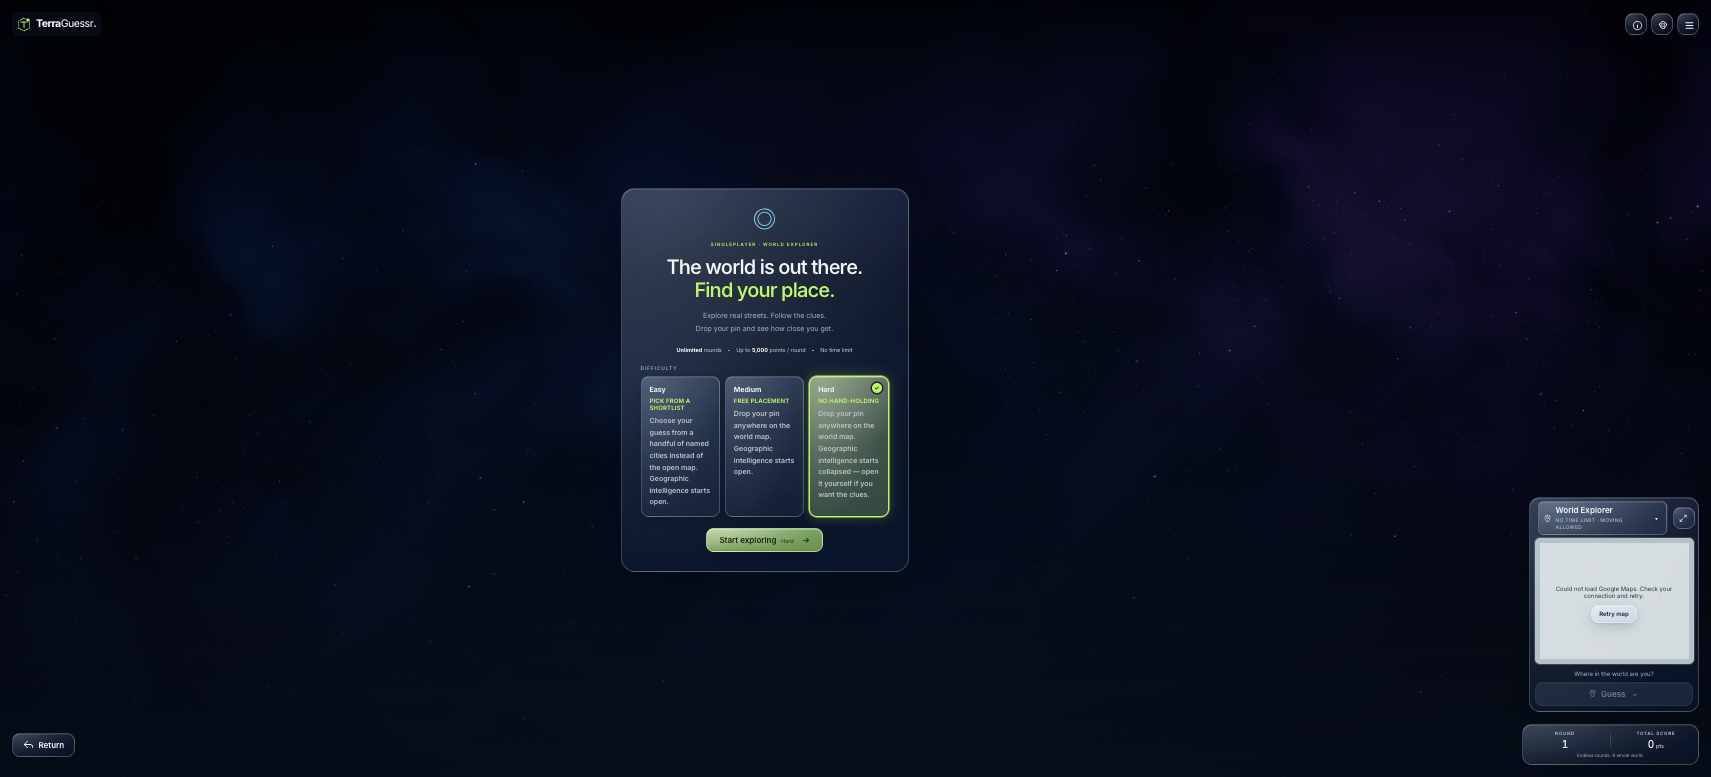 TerraGuessr.
SINGLEPLAYER · WORLD EXPLORER
The world is out there.
Find your place.
Explore real streets. Follow the clues.
Drop your pin and see how close you get.
Unlimited rounds • Up to 5,000 points / round • No time limit
DIFFICULTY
Easy
PICK FROM A
SHORTLIST
Choose your
guess from a
handful of named
cities instead of
the open map.
Geographic
intelligence starts
open.
Medium
FREE PLACEMENT
Drop your pin
anywhere on the
world map.
Geographic
intelligence starts
open.
Hard
NO HAND-HOLDING
Drop your pin
anywhere on the
world map.
Geographic
intelligence starts
collapsed — open
it yourself if you
want the clues.
Start exploring · Hard →
World Explorer
NO TIME LIMIT · MOVING
ALLOWED
Could not load Google Maps. Check your
connection and retry.
Retry map
Where in the world are you?
Guess
Return
ROUND
1
TOTAL SCORE
0 pts
Endless rounds. A whole world.